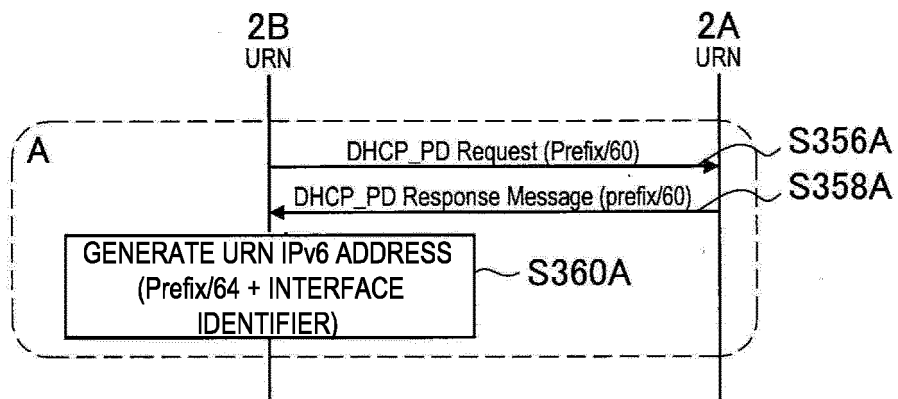 2B
URN
2A
URN
A
DHCP_PD Request (Prefix/60)
S356A
DHCP_PD Response Message (prefix/60)
S358A
GENERATE URN IPv6 ADDRESS
(Prefix/64 + INTERFACE
IDENTIFIER)
S360A